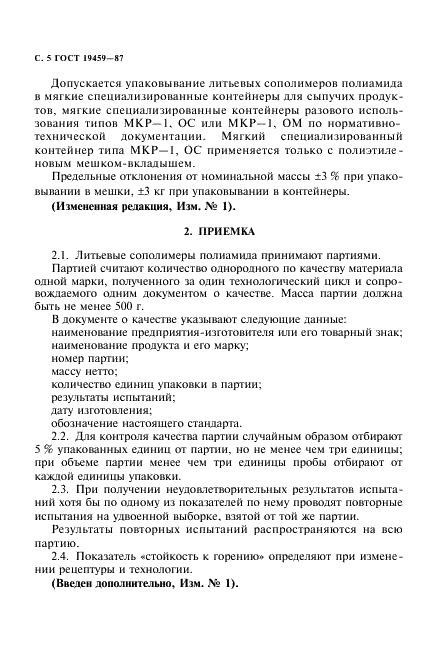 С. 5 ГОСТ 19459—87
Допускается упаковывание литьевых сополимеров полиамида
в мягкие специализированные контейнеры для сыпучих продук-
тов, мягкие специализированные контейнеры разового исполь-
зования типов МКР—1, ОС или МКР—1, ОМ по нормативно-
технической документации. Мягкий специализированный
контейнер типа МКР—1, ОС применяется только с полиэтиле-
новым мешком-вкладышем.
Предельные отклонения от номинальной массы ±3 % при упако-
вывании в мешки, ±3 кг при упаковывании в контейнеры.
(Измененная редакция, Изм. № 1).
2. ПРИЕМКА
2.1. Литьевые сополимеры полиамида принимают партиями.
Партией считают количество однородного по качеству материала
одной марки, полученного за один технологический цикл и сопро-
вождаемого одним документом о качестве. Масса партии должна
быть не менее 500 г.
В документе о качестве указывают следующие данные:
наименование предприятия-изготовителя или его товарный знак;
наименование продукта и его марку;
номер партии;
массу нетто;
количество единиц упаковки в партии;
результаты испытаний;
дату изготовления;
обозначение настоящего стандарта.
2.2. Для контроля качества партии случайным образом отбирают
5 % упакованных единиц от партии, но не менее чем три единицы;
при объеме партии менее чем три единицы пробы отбирают от
каждой единицы упаковки.
2.3. При получении неудовлетворительных результатов испыта-
ний хотя бы по одному из показателей по нему проводят повторные
испытания на удвоенной выборке, взятой от той же партии.
Результаты повторных испытаний распространяются на всю
партию.
2.4. Показатель «стойкость к горению» определяют при измене-
нии рецептуры и технологии.
(Введен дополнительно, Изм. № 1).